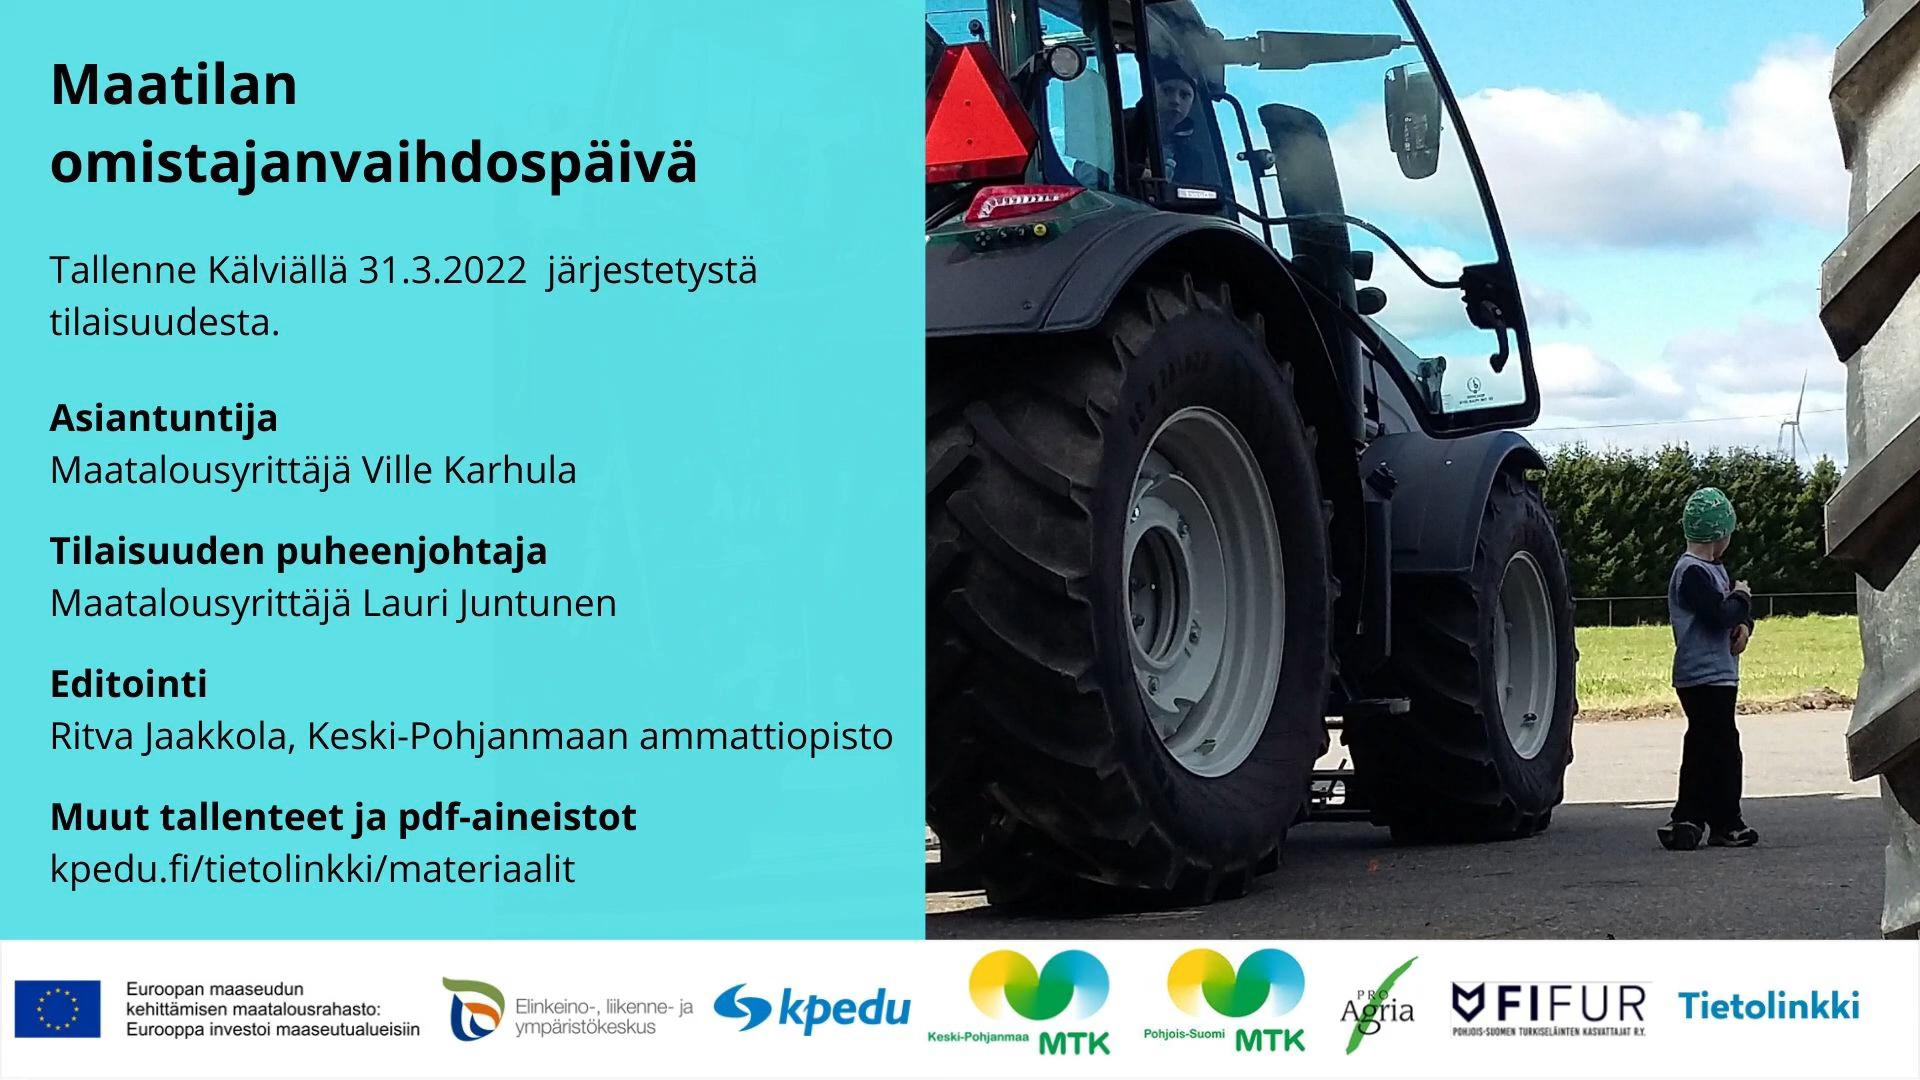 Maatilan
omistajanvaihdospäivä
Tallenne Kälviällä 31.3.2022 järjestetystä
tilaisuudesta.
Asiantuntija
Maatalousyrittäjä Ville Karhula
Tilaisuuden puheenjohtaja
Maatalousyrittäjä Lauri Juntunen
Editointi
Ritva Jaakkola, Keski-Pohjanmaan ammattiopisto
Muut tallenteet ja pdf-aineistot
kpedu.fi/tietolinkki/materiaalit
Euroopan maaseudun
kehittämisen maatalousrahasto:
Eurooppa investoi maaseutualueisiin
Elinkeino-, liikenne- ja
ympäristökeskus
kpedu
Keski-Pohjanmaa MTK
Pohjois-Suomi MTK
PRO
Agria
FIFUR
POHJOIS-SUOMEN TURKISELÄINTEN KASVATTAJAT R.Y.
Tietolinkki